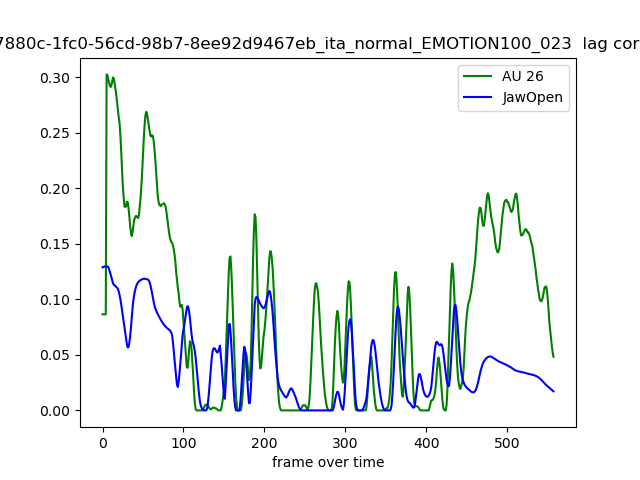 7880c-1fc0-56cd-98b7-8ee92d9467eb_ita_normal_EMOTION100_023 lag cor
AU 26
JawOpen
0.30
0.25
0.20
0.15
0.10
0.05
0.00
0 100 200 300 400 500
frame over time